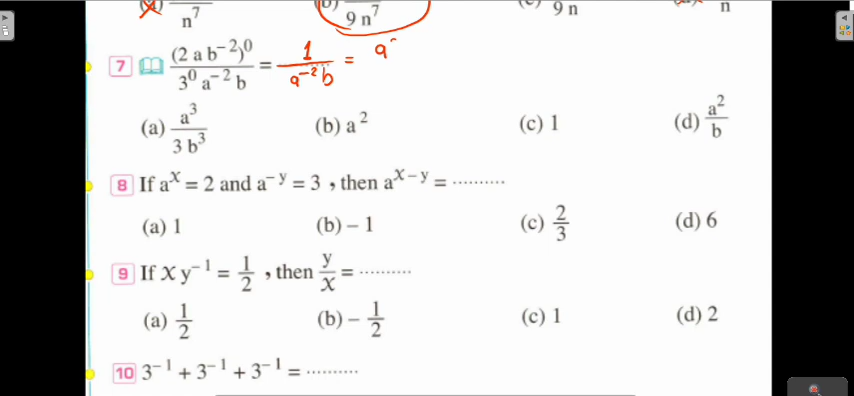 n⁷ (b) 9 n⁷ (c) 9 n n
7 (2 a b⁻²)⁰ / 3⁰ a⁻² b = 1 / a⁻² b = a
(a) a³ / 3 b³ (b) a² (c) 1 (d) a² / b
8 If aˣ = 2 and a⁻ʸ = 3 , then aˣ⁻ʸ = ··········
(a) 1 (b) – 1 (c) 2/3 (d) 6
9 If x y⁻¹ = 1/2 , then y/x = ··········
(a) 1/2 (b) – 1/2 (c) 1 (d) 2
10 3⁻¹ + 3⁻¹ + 3⁻¹ = ··········